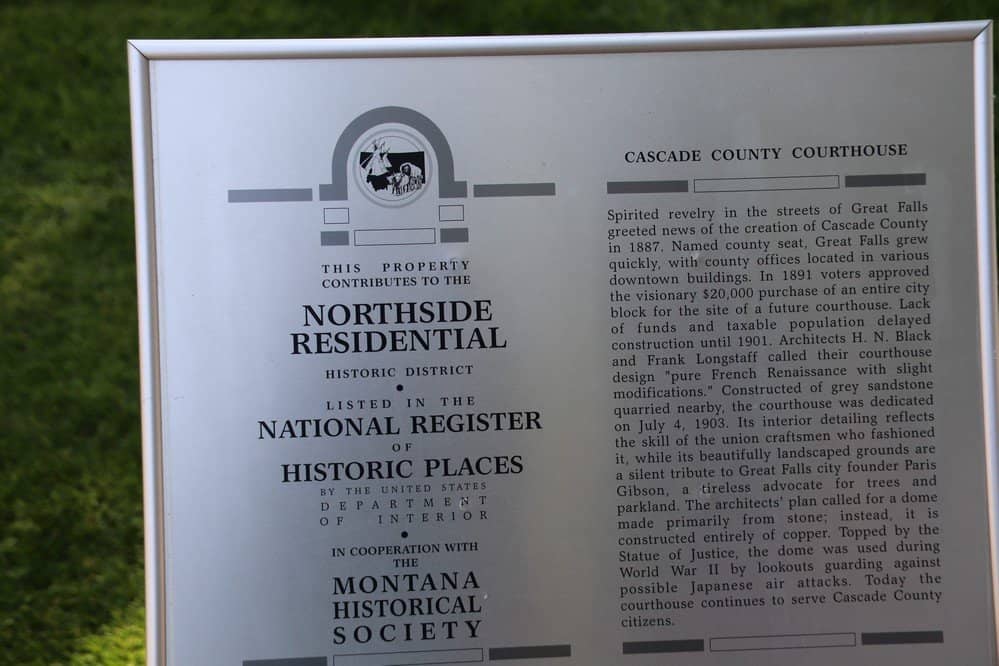 THIS PROPERTY
CONTRIBUTES TO THE
NORTHSIDE
RESIDENTIAL
HISTORIC DISTRICT
•
LISTED IN THE
NATIONAL REGISTER
OF
HISTORIC PLACES
BY THE UNITED STATES
DEPARTMENT
OF INTERIOR
•
IN COOPERATION WITH
THE
MONTANA
HISTORICAL
SOCIETY
CASCADE COUNTY COURTHOUSE
Spirited revelry in the streets of Great Falls
greeted news of the creation of Cascade County
in 1887. Named county seat, Great Falls grew
quickly, with county offices located in various
downtown buildings. In 1891 voters approved
the visionary $20,000 purchase of an entire city
block for the site of a future courthouse. Lack
of funds and taxable population delayed
construction until 1901. Architects H. N. Black
and Frank Longstaff called their courthouse
design "pure French Renaissance with slight
modifications." Constructed of grey sandstone
quarried nearby, the courthouse was dedicated
on July 4, 1903. Its interior detailing reflects
the skill of the union craftsmen who fashioned
it, while its beautifully landscaped grounds are
a silent tribute to Great Falls city founder Paris
Gibson, a tireless advocate for trees and
parkland. The architects' plan called for a dome
made primarily from stone; instead, it is
constructed entirely of copper. Topped by the
Statue of Justice, the dome was used during
World War II by lookouts guarding against
possible Japanese air attacks. Today the
courthouse continues to serve Cascade County
citizens.